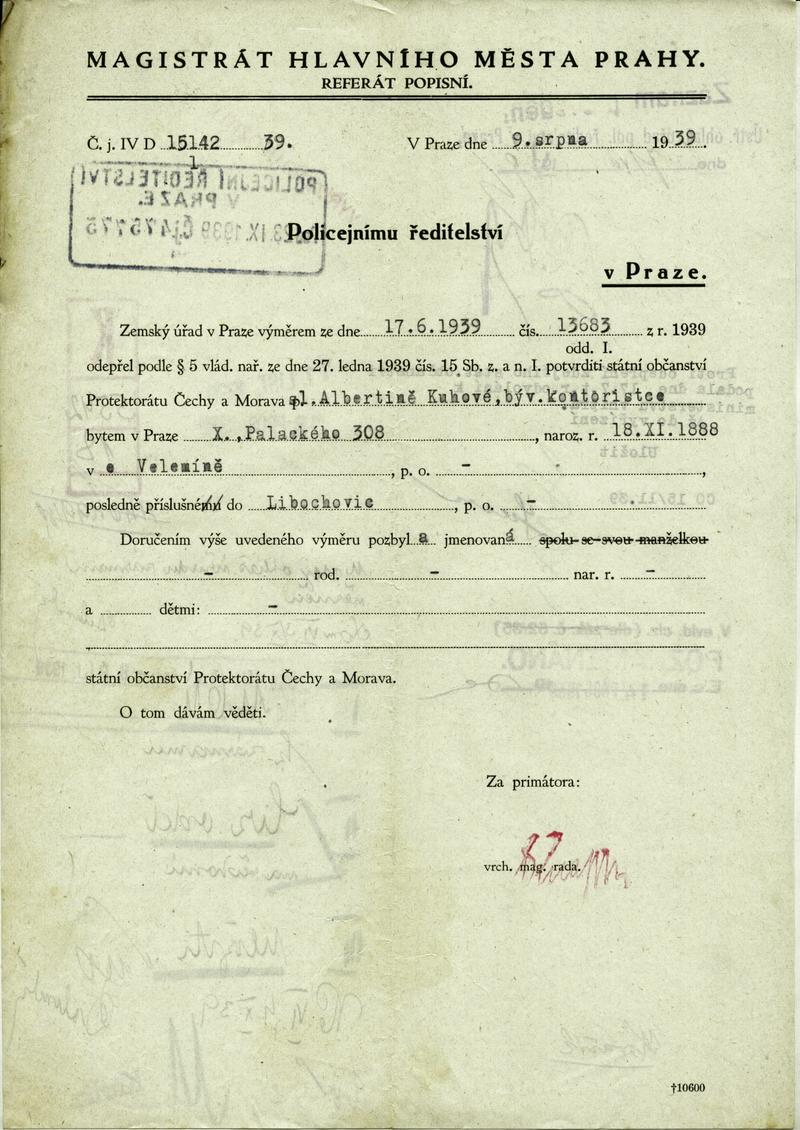 MAGISTRÁT HLAVNÍHO MĚSTA PRAHY.
REFERÁT POPISNÍ.
Č. j. IV D 15142 39.
1
V Praze dne 9.srpna 1939.
Policejnímu ředitelství
v Praze.
Zemský úřad v Praze výměrem ze dne 17.6.1939 čís. 13683 z r. 1939
odd. I.
odepřel podle § 5 vlád. nař. ze dne 27. ledna 1939 čís. 15 Sb. z. a n. I. potvrditi státní občanství
Protektorátu Čechy a Morava pí. Albertině Kuhové,býv.kontoristce
bytem v Praze X.,Palackého 308, naroz. r. 18.XI.1888
v e Velemíně, p. o. -,
posledně příslušné do Libochovic, p. o. -
Doručením výše uvedeného výměru pozbyl a jmenovaná spolu se svou manželkou
- rod. - nar. r. -
a dětmi: -
státní občanství Protektorátu Čechy a Morava.
O tom dávám věděti.
Za primátora:
vrch. mag. rada.
†10600